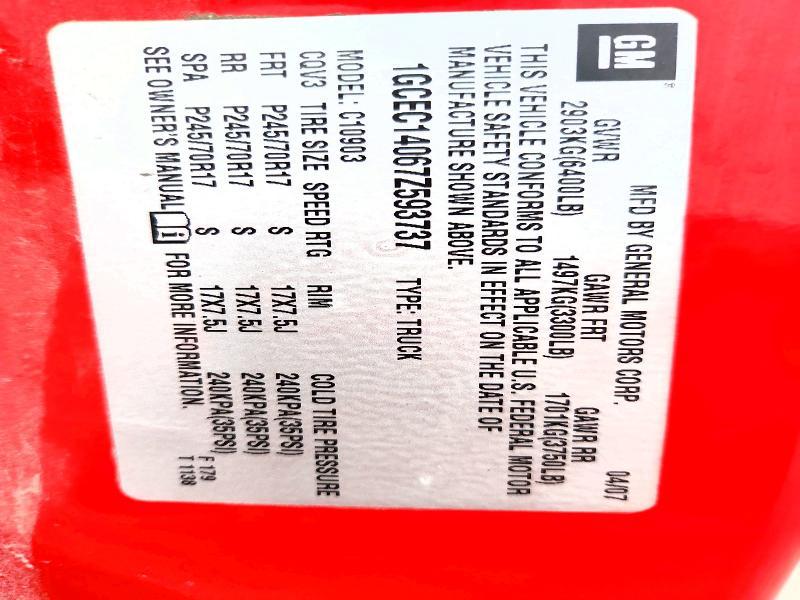 GM
MFD BY GENERAL MOTORS CORP. 04/07
GVWR GAWR FRT GAWR RR
2903KG(6400LB) 1497KG(3300LB) 1701KG(3750LB)
THIS VEHICLE CONFORMS TO ALL APPLICABLE U.S. FEDERAL MOTOR
VEHICLE SAFETY STANDARDS IN EFFECT ON THE DATE OF
MANUFACTURE SHOWN ABOVE.
1GCEC14067Z593737 TYPE: TRUCK
MODEL: C10903
CQV3 TIRE SIZE SPEED RTG RIM COLD TIRE PRESSURE
FRT P245/70R17 S 17X7.5J 240KPA(35PSI)
RR P245/70R17 S 17X7.5J 240KPA(35PSI)
SPA P245/70R17 S 17X7.5J 240KPA(35PSI)
SEE OWNER'S MANUAL i FOR MORE INFORMATION.
F 179
T 1138